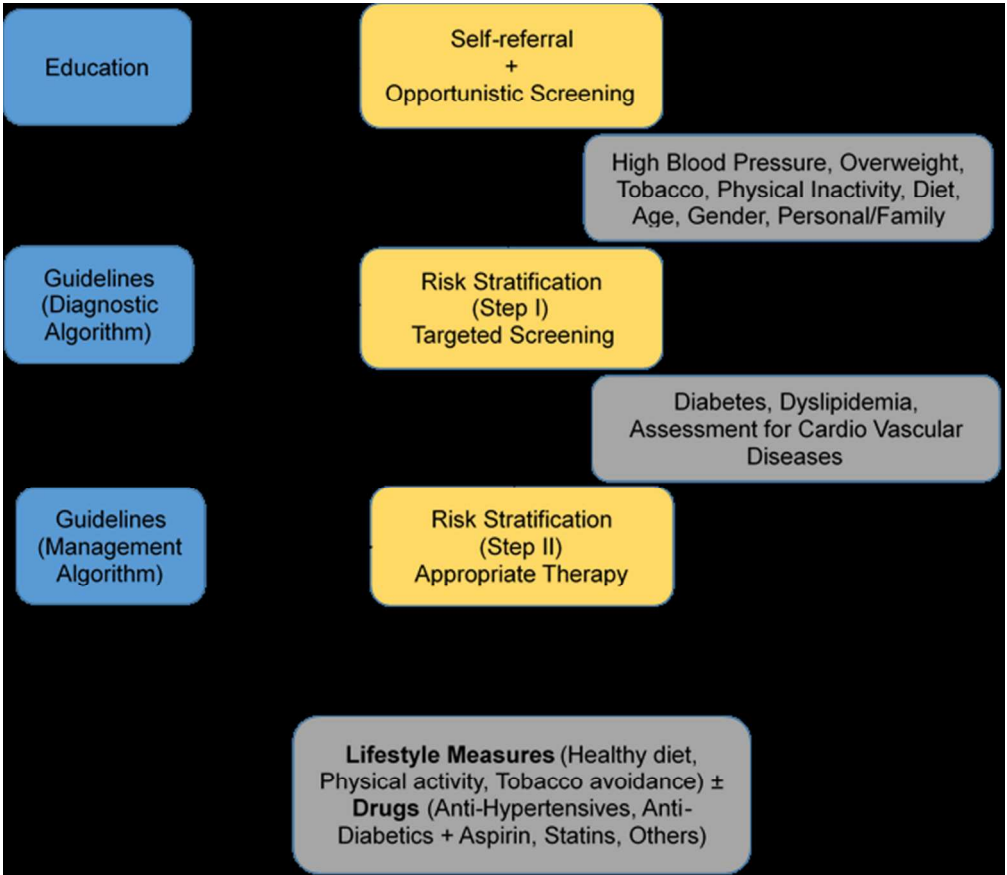 Education
Self-referral
+
Opportunistic Screening
High Blood Pressure, Overweight,
Tobacco, Physical Inactivity, Diet,
Age, Gender, Personal/Family
Guidelines
(Diagnostic
Algorithm)
Risk Stratification
(Step I)
Targeted Screening
Diabetes, Dyslipidemia,
Assessment for Cardio Vascular
Diseases
Guidelines
(Management
Algorithm)
Risk Stratification
(Step II)
Appropriate Therapy
Lifestyle Measures (Healthy diet,
Physical activity, Tobacco avoidance) ±
Drugs (Anti-Hypertensives, Anti-
Diabetics + Aspirin, Statins, Others)